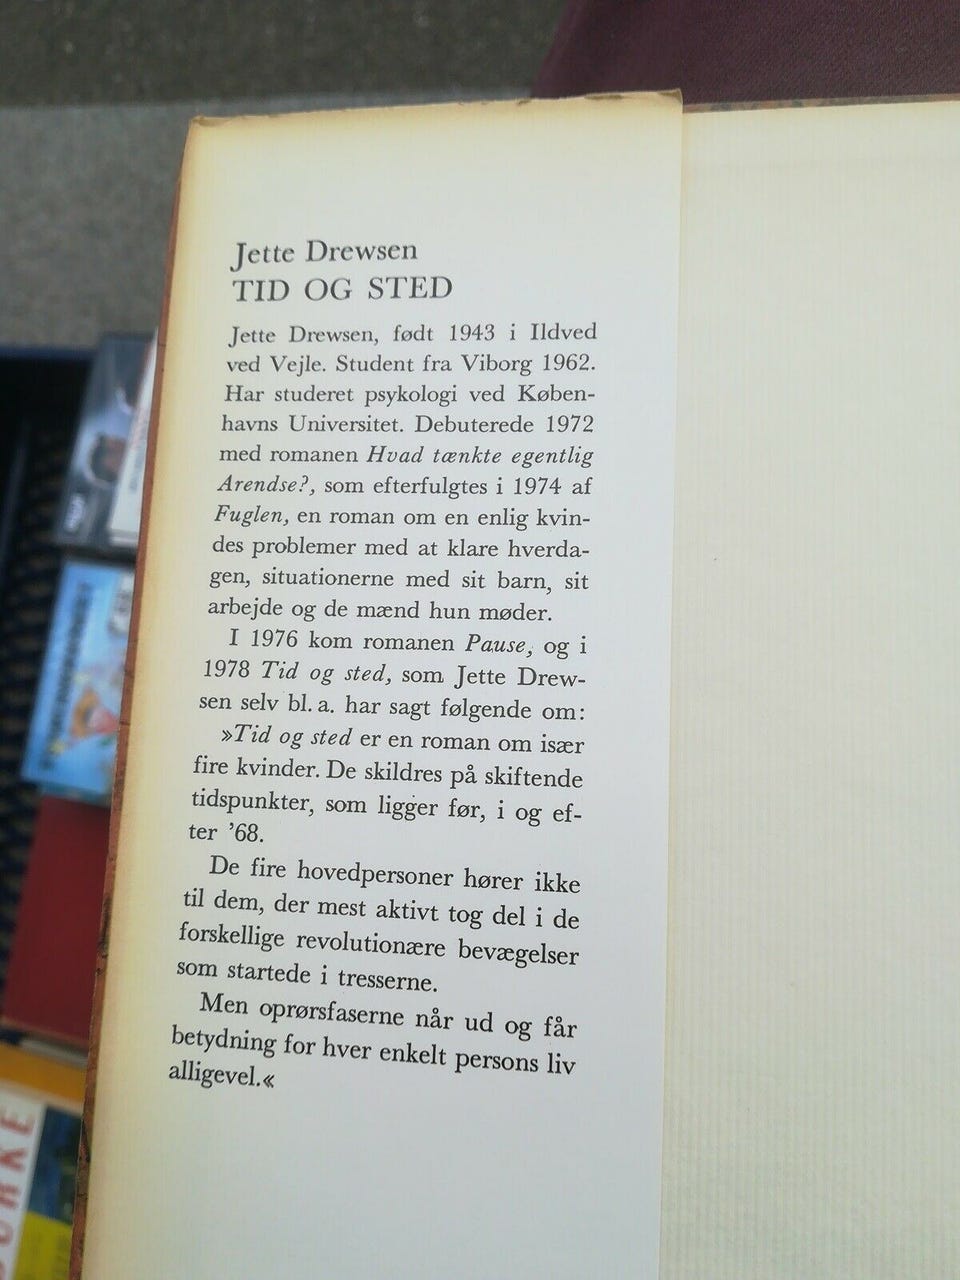 Jette Drewsen
TID OG STED
Jette Drewsen, født 1943 i Ildved
ved Vejle. Student fra Viborg 1962.
Har studeret psykologi ved Køben-
havns Universitet. Debuterede 1972
med romanen Hvad tænkte egentlig
Arendse?, som efterfulgtes i 1974 af
Fuglen, en roman om en enlig kvin-
des problemer med at klare hverda-
gen, situationerne med sit barn, sit
arbejde og de mænd hun møder.
I 1976 kom romanen Pause, og i
1978 Tid og sted, som Jette Drew-
sen selv bl. a. har sagt følgende om:
»Tid og sted er en roman om især
fire kvinder. De skildres på skiftende
tidspunkter, som ligger før, i og ef-
ter ’68.
De fire hovedpersoner hører ikke
til dem, der mest aktivt tog del i de
forskellige revolutionære bevægelser
som startede i tresserne.
Men oprørsfaserne når ud og får
betydning for hver enkelt persons liv
alligevel.«